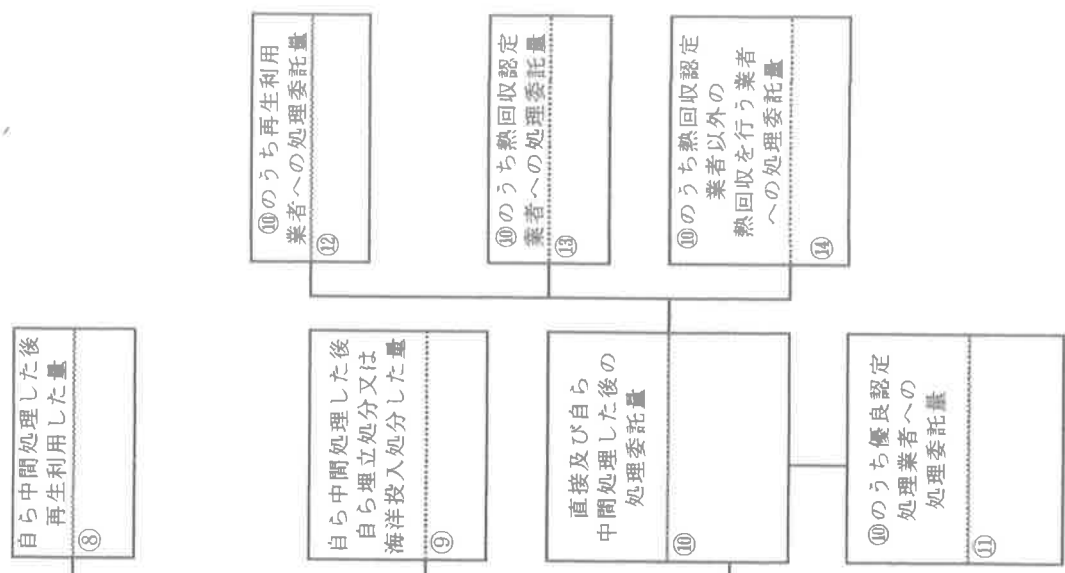 自ら中間処理した後
再生利用した量
⑧
自ら中間処理した後
自ら埋立処分又は
海洋投入処分した量
⑨
直接及び自ら
中間処理した後の
処理委託量
⑩
⑩のうち優良認定
処理業者への
処理委託量
⑪
⑩のうち再生利用
業者への処理委託量
⑫
⑩のうち熱回収認定
業者への処理委託量
⑬
⑩のうち熱回収認定
業者以外の
熱回収を行う業者
への処理委託量
⑭